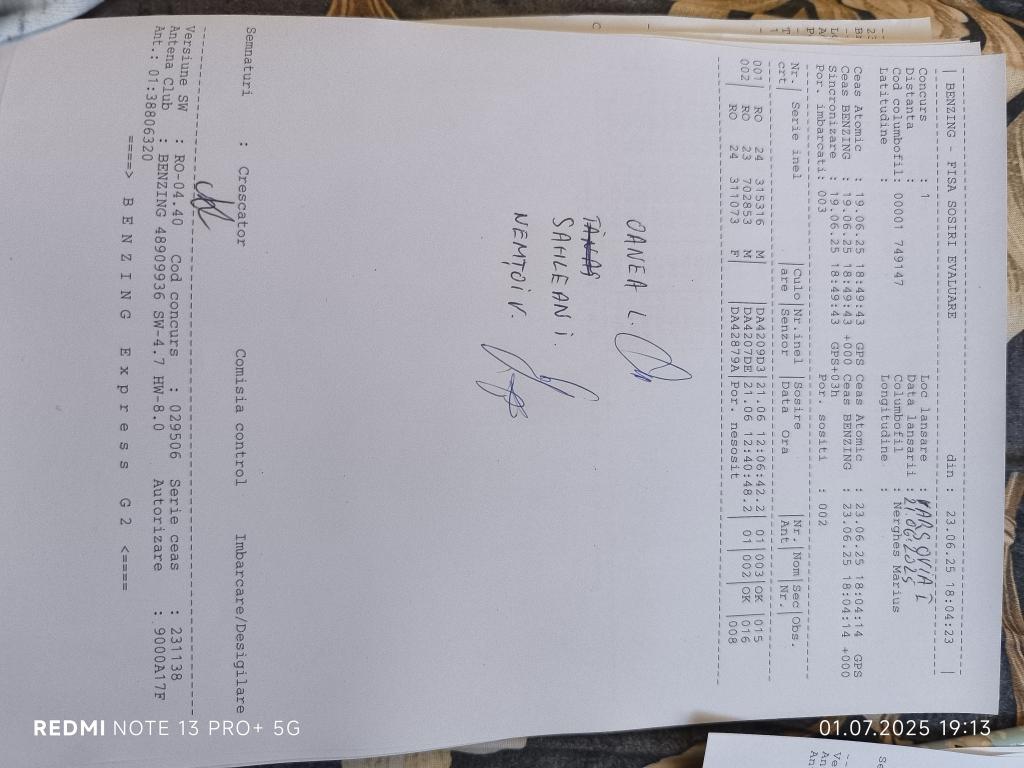 | BENZING - FISA SOSIRI EVALUARE din : 23.06.25 18:04:23 |
Concurs : 1 Loc lansare : VARSOVIA I
Distanta : Data lansarii : 21.06.2025
Cod columbofil: 00001 749147 Columbofil : Nerghes Marius
Latitudine : Longitudine :
Ceas Atomic : 19.06.25 18:49:43 GPS Ceas Atomic : 23.06.25 18:04:14 GPS
Ceas BENZING : 19.06.25 18:49:43 +000 Ceas BENZING : 23.06.25 18:04:14 +000
Sincronizare : 19.06.25 18:49:43 GPS+03h
Por. imbarcati: 003 Por. sositi : 002
Nr.| Serie inel |Culo|Nr.inel|Sosire |Nr.|Nom|Sec|Obs.
crt| |are |Senzor |Data Ora |Ant| |Nr.|
001| RO 24 315316 M| |DA4209D3|21.06 12:06:42.2| 01|003|OK |015
002| RO 23 702853 M| |DA4207DE|21.06 12:40:48.2| 01|002|OK |016
RO 24 311073 F| |DA42879A|Por. nesosit | | | |008
OANEA L.
TĂNAS
SAHLEAN I.
NEMȚOI V.
Semnaturi : Crescator Comisia control Imbarcare/Desigilare
Versiune SW : RO-04.40 Cod concurs : 029506 Serie ceas : 231138
Antena Club : BENZING 48909936 SW-4.7 HW-8.0 Autorizare : 9000A17F
Ant.: 01:38806320
====> B E N Z I N G E x p r e s s G 2 <====
REDMI NOTE 13 PRO+ 5G
01.07.2025 19:13